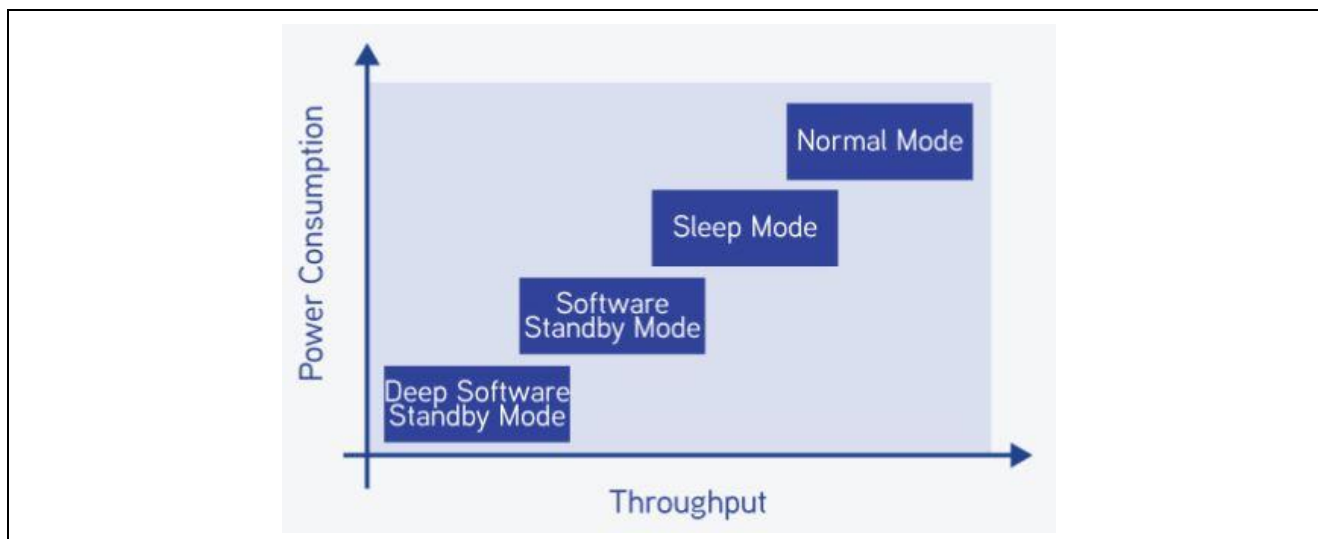 Power Consumption
Normal Mode
Sleep Mode
Software
Standby Mode
Deep Software
Standby Mode
Throughput